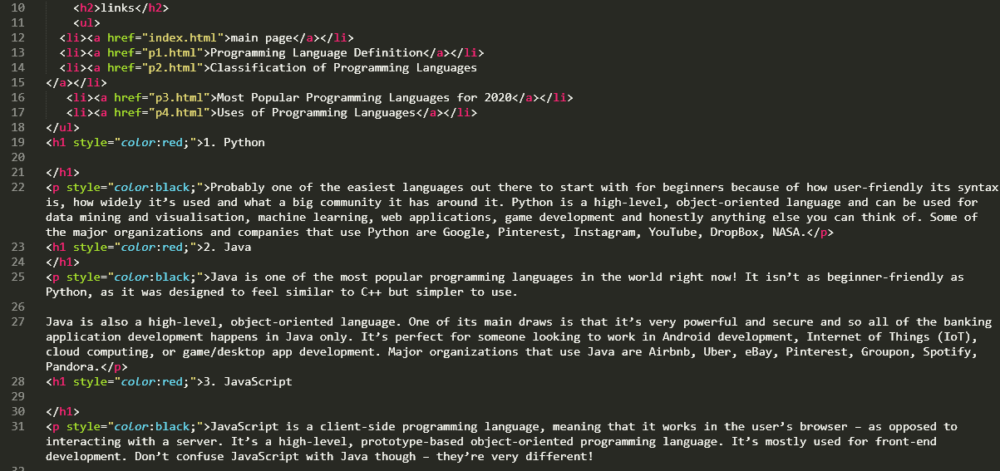 10 <h2>links</h2>
11 <ul>
12 <li><a href="index.html">main page</a></li>
13 <li><a href="p1.html">Programming Language Definition</a></li>
14 <li><a href="p2.html">Classification of Programming Languages
15 </a></li>
16 <li><a href="p3.html">Most Popular Programming Languages for 2020</a></li>
17 <li><a href="p4.html">Uses of Programming Languages</a></li>
18 </ul>
19 <h1 style="color:red;">1. Python
20
21 </h1>
22 <p style="color:black;">Probably one of the easiest languages out there to start with for beginners because of how user-friendly its syntax
is, how widely it’s used and what a big community it has around it. Python is a high-level, object-oriented language and can be used for
data mining and visualisation, machine learning, web applications, game development and honestly anything else you can think of. Some of
the major organizations and companies that use Python are Google, Pinterest, Instagram, YouTube, DropBox, NASA.</p>
23 <h1 style="color:red;">2. Java
24 </h1>
25 <p style="color:black;">Java is one of the most popular programming languages in the world right now! It isn’t as beginner-friendly as
Python, as it was designed to feel similar to C++ but simpler to use.
26
27 Java is also a high-level, object-oriented language. One of its main draws is that it’s very powerful and secure and so all of the banking
application development happens in Java only. It’s perfect for someone looking to work in Android development, Internet of Things (IoT),
cloud computing, or game/desktop app development. Major organizations that use Java are Airbnb, Uber, eBay, Pinterest, Groupon, Spotify,
Pandora.</p>
28 <h1 style="color:red;">3. JavaScript
29
30 </h1>
31 <p style="color:black;">JavaScript is a client-side programming language, meaning that it works in the user’s browser – as opposed to
interacting with a server. It’s a high-level, prototype-based object-oriented programming language. It’s mostly used for front-end
development. Don’t confuse JavaScript with Java though – they’re very different!